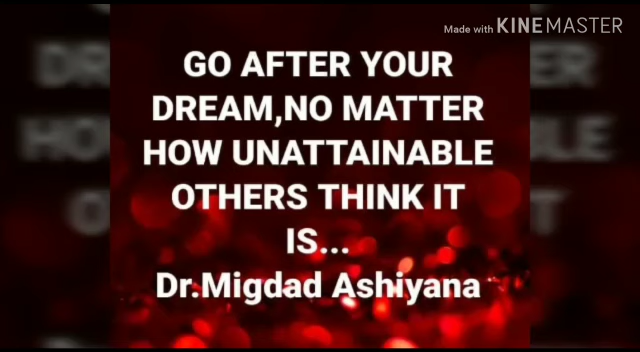 Made with KINEMASTER
GO AFTER YOUR
DREAM,NO MATTER
HOW UNATTAINABLE
OTHERS THINK IT
IS...
Dr.Migdad Ashiyana